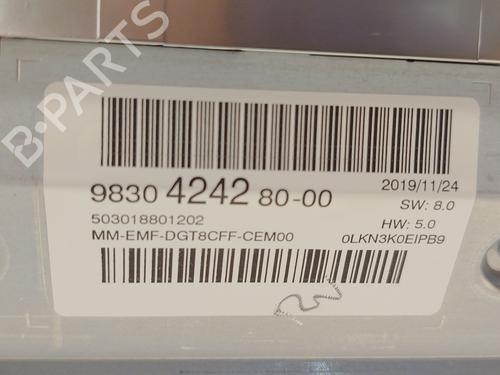 B-PARTS
9830 4242 80-00
2019/11/24
503018801202
SW: 8.0
HW: 5.0
MM-EMF-DGT8CFF-CEM00
0LKN3K0EIPB9